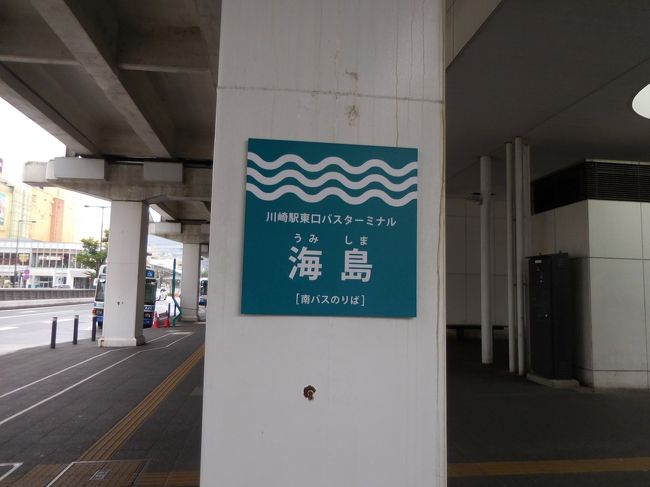 川崎駅東口バスターミナル
うみ しま
海島
[南バスのりば]